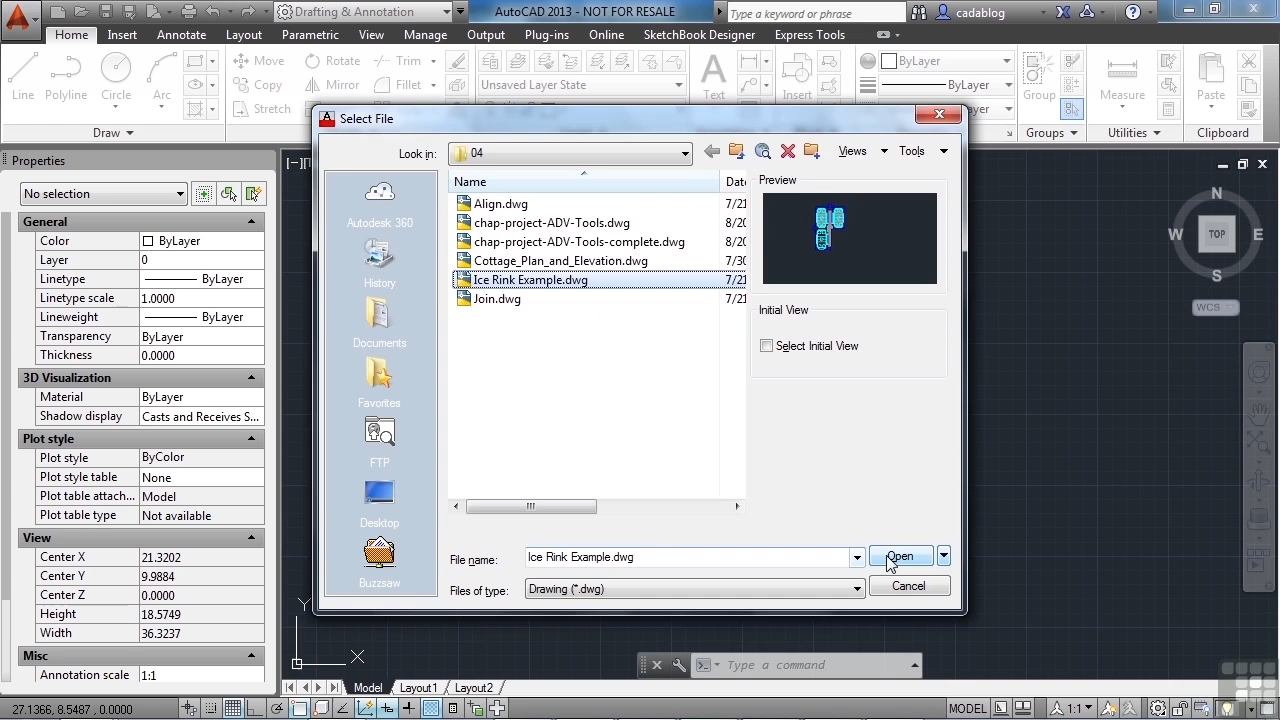 Drafting & Annotation
AutoCAD 2013 - NOT FOR RESALE
Type a keyword or phrase
cadablog
Home Insert Annotate Layout Parametric View Manage Output Plug-ins Online SketchBook Designer Express Tools
Line Polyline Circle Arc
Move Rotate Trim
Copy Mirror Fillet
Stretch
Unsaved Layer State
Text
Insert
ByLayer
ByLayer
Group
Measure
Paste
Draw
Groups
Utilities
Clipboard
Properties
No selection
General
Color ByLayer
Layer 0
Linetype ByLayer
Linetype scale 1.0000
Lineweight ByLayer
Transparency ByLayer
Thickness 0.0000
3D Visualization
Material ByLayer
Shadow display Casts and Receives S...
Plot style
Plot style ByColor
Plot style table None
Plot table attach... Model
Plot table type Not available
View
Center X 21.3202
Center Y 9.9884
Center Z 0.0000
Height 18.5749
Width 36.3237
Misc
Annotation scale 1:1
Select File
Look in: 04
Views Tools
Autodesk 360
History
Documents
Favorites
FTP
Desktop
Buzzsaw
Name
Align.dwg 7/21
chap-project-ADV-Tools.dwg 8/20
chap-project-ADV-Tools-complete.dwg 8/20
Cottage_Plan_and_Elevation.dwg 7/30
Ice Rink Example.dwg 7/21
Join.dwg 7/21
Preview
Initial View
Select Initial View
File name: Ice Rink Example.dwg
Open
Files of type: Drawing (*.dwg)
Cancel
N
W TOP E
S
WCS
Y
X
Type a command
Model Layout1 Layout2
27.1366, 8.5487, 0.0000
MODEL
1:1